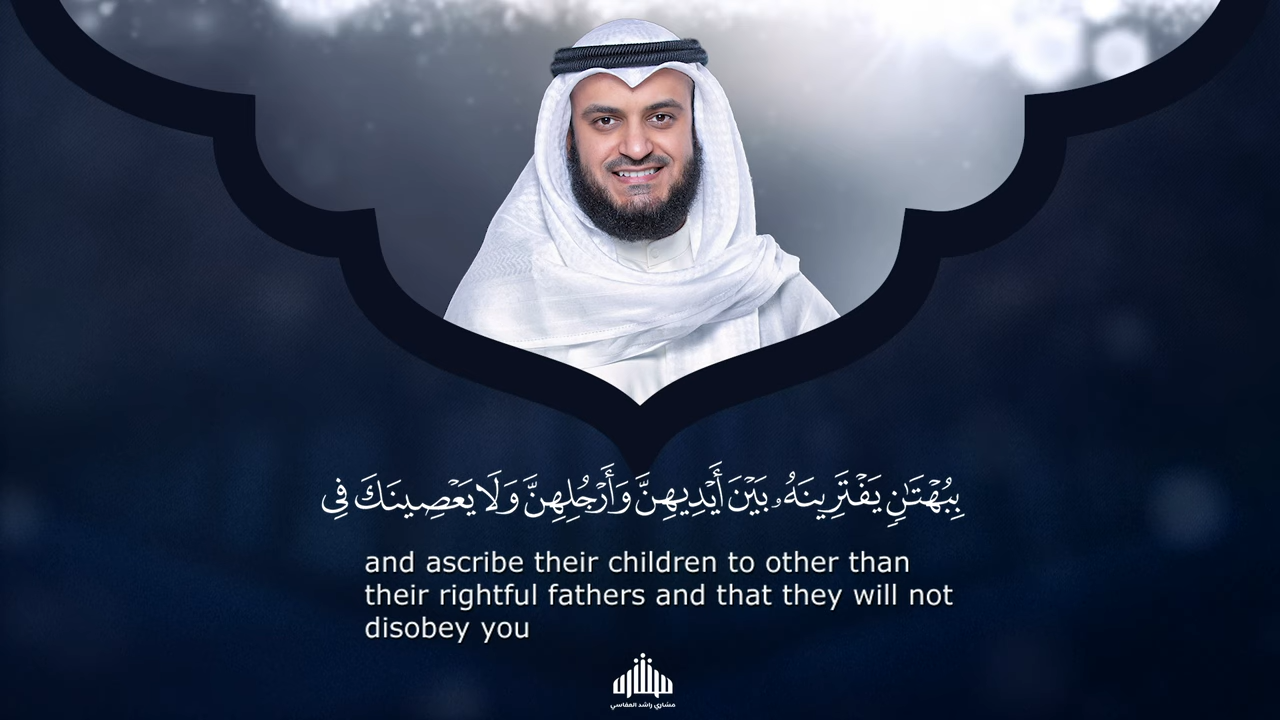 بِبُهْتَٰنٍ يَفْتَرِينَهُۥ بَيْنَ أَيْدِيهِنَّ وَأَرْجُلِهِنَّ وَلَا يَعْصِينَكَ فِى
and ascribe their children to other than
their rightful fathers and that they will not
disobey you
مشاري راشد العفاسي